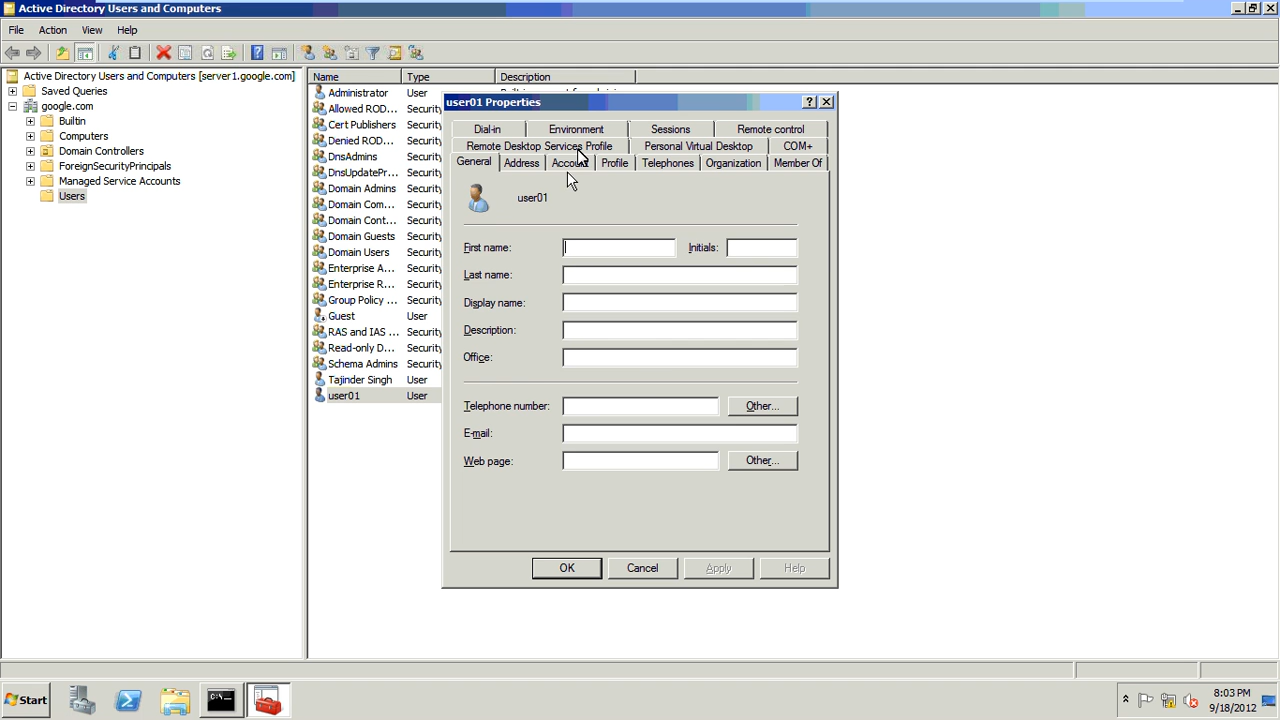 Active Directory Users and Computers
File Action View Help
Active Directory Users and Computers [server1.google.com]
Saved Queries
google.com
Builtin
Computers
Domain Controllers
ForeignSecurityPrincipals
Managed Service Accounts
Users
Name Type Description
Administrator User
Allowed ROD... Security
Cert Publishers Security
Denied ROD... Security
DnsAdmins Security
DnsUpdatePr... Security
Domain Admins Security
Domain Com... Security
Domain Cont... Security
Domain Guests Security
Domain Users Security
Enterprise A... Security
Enterprise R... Security
Group Policy ... Security
Guest User
RAS and IAS ... Security
Read-only D... Security
Schema Admins Security
Tajinder Singh User
user01 User
user01 Properties
Dial-in Environment Sessions Remote control
Remote Desktop Services Profile Personal Virtual Desktop COM+
General Address Account Profile Telephones Organization Member Of
user01
First name: Initials:
Last name:
Display name:
Description:
Office:
Telephone number: Other...
E-mail:
Web page: Other...
OK Cancel Apply Help
Start
8:03 PM
9/18/2012